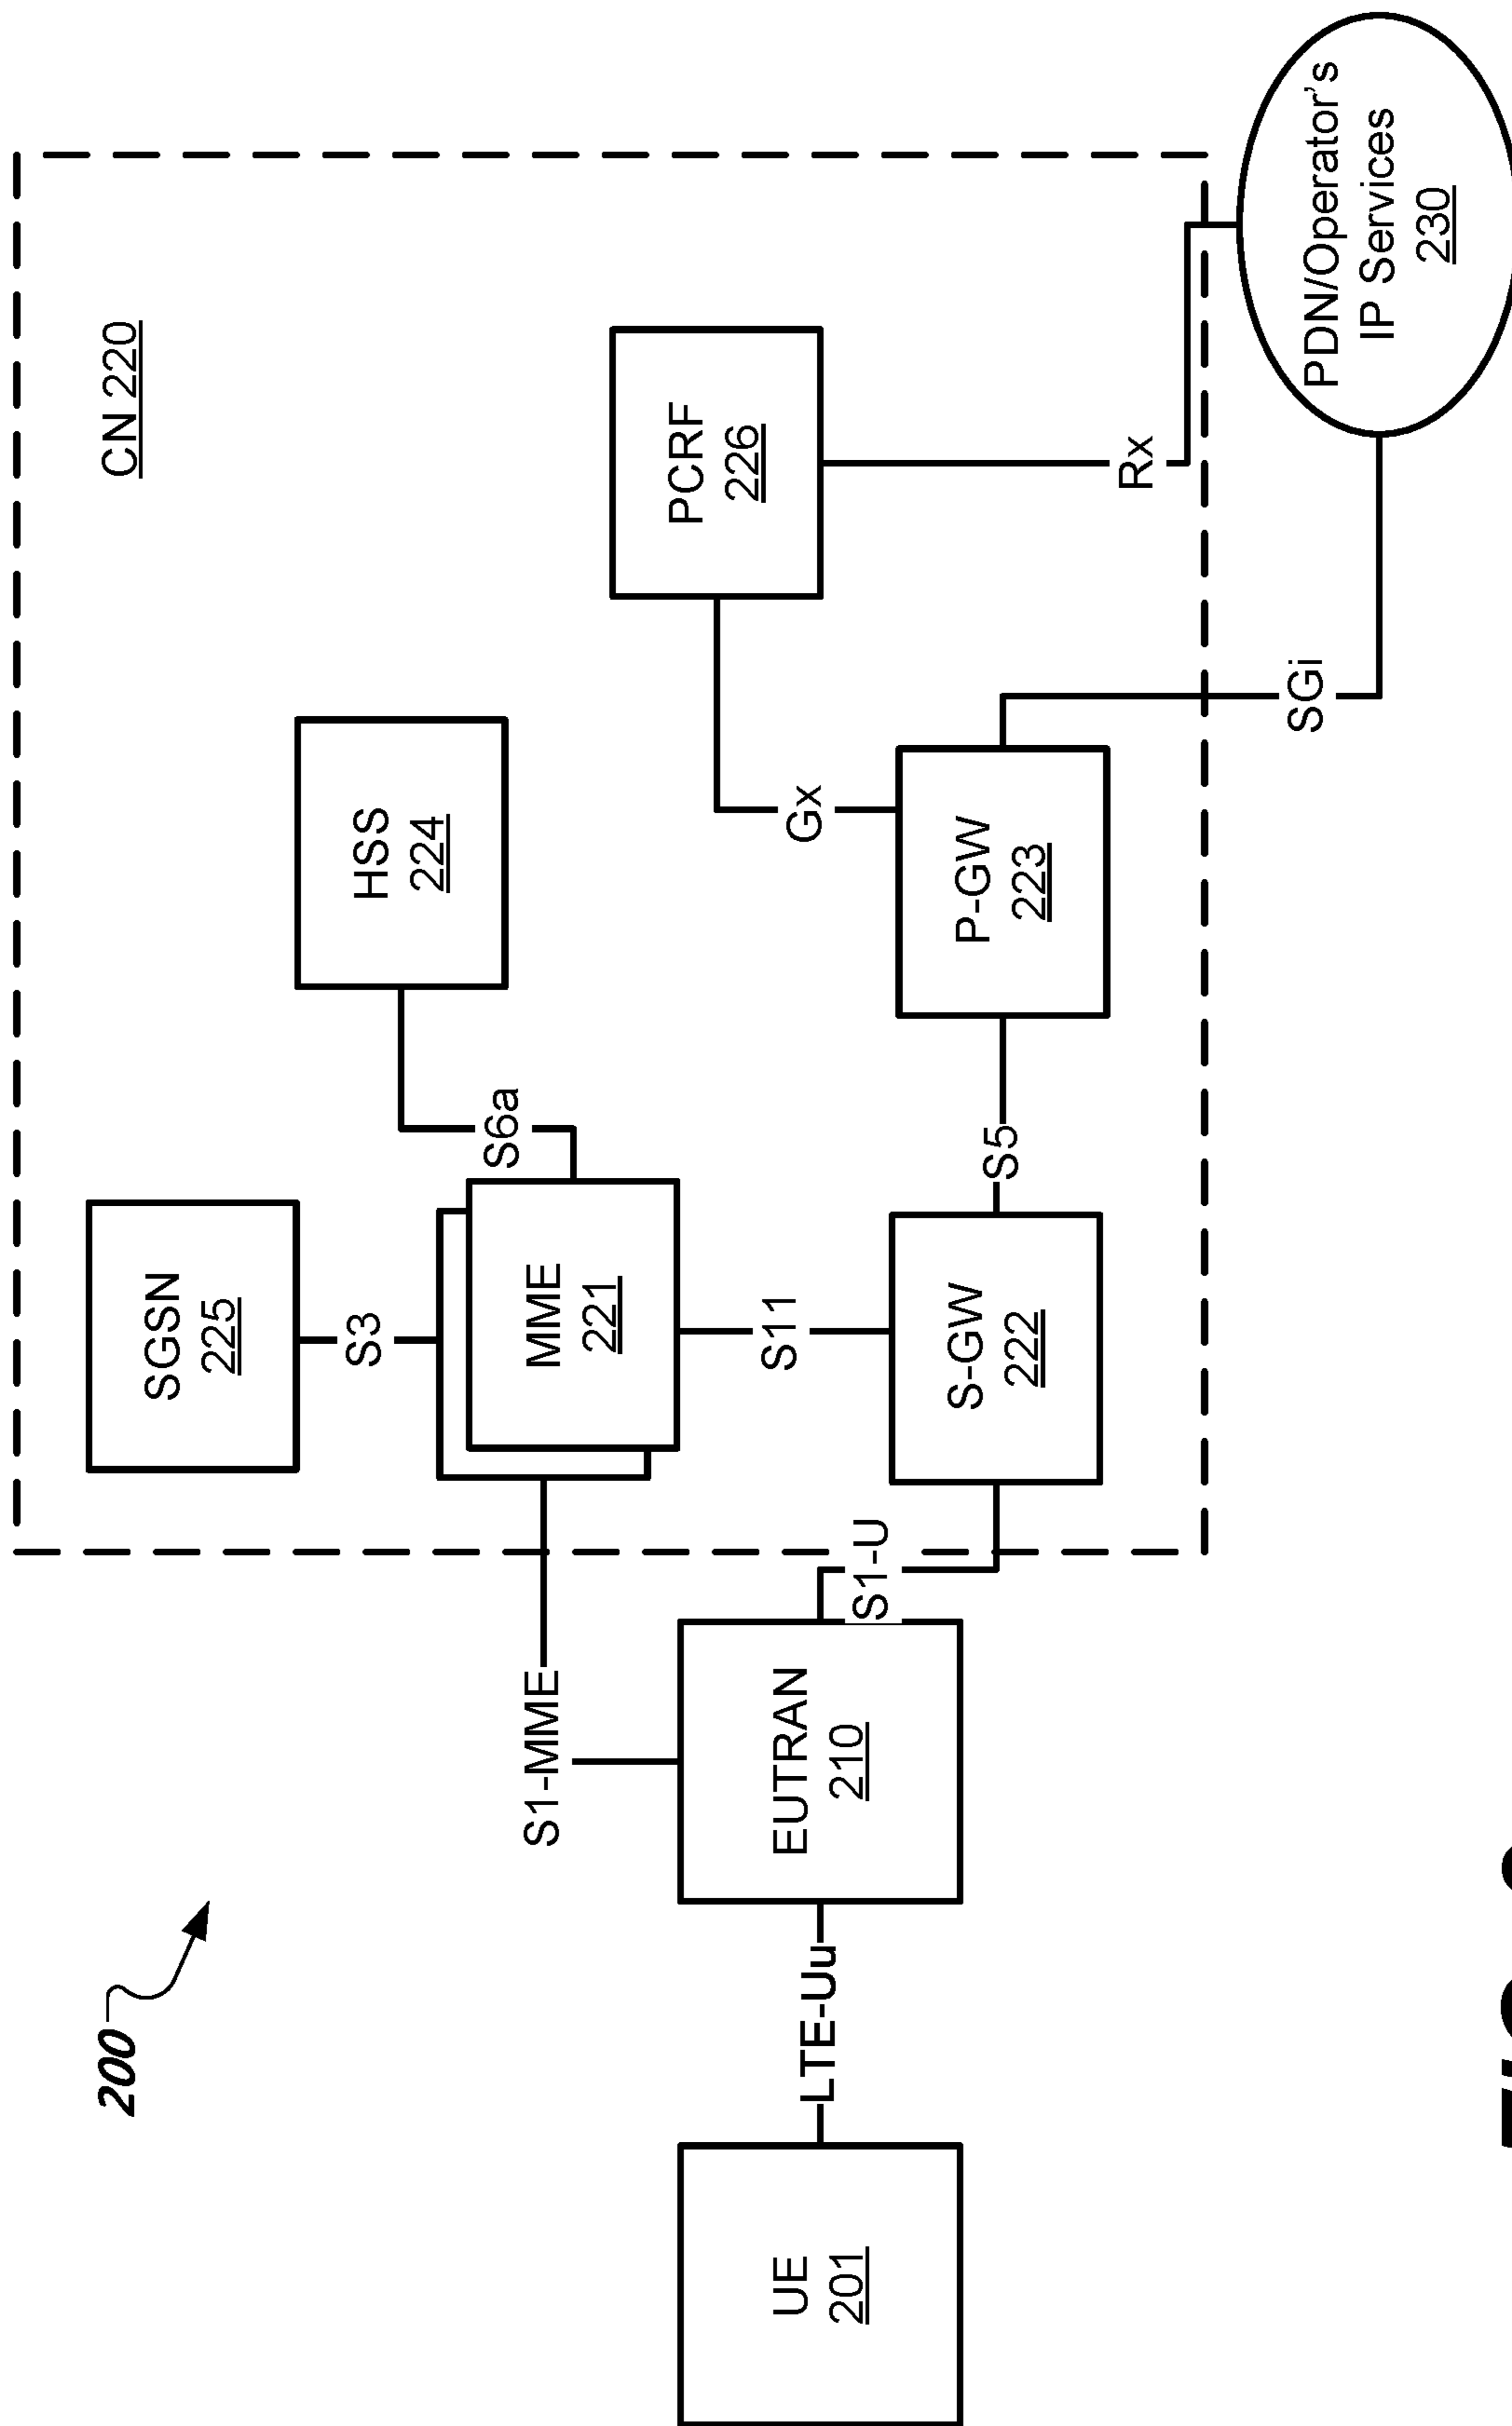 200
CN 220
SGSN
225
S3
HSS
224
S6a
S1-MME
MME
221
S11
PCRF
226
Gx
UE
201
LTE-Uu
EUTRAN
210
S1-U
S-GW
222
S5
P-GW
223
Rx
SGi
PDN/Operator's
IP Services
230